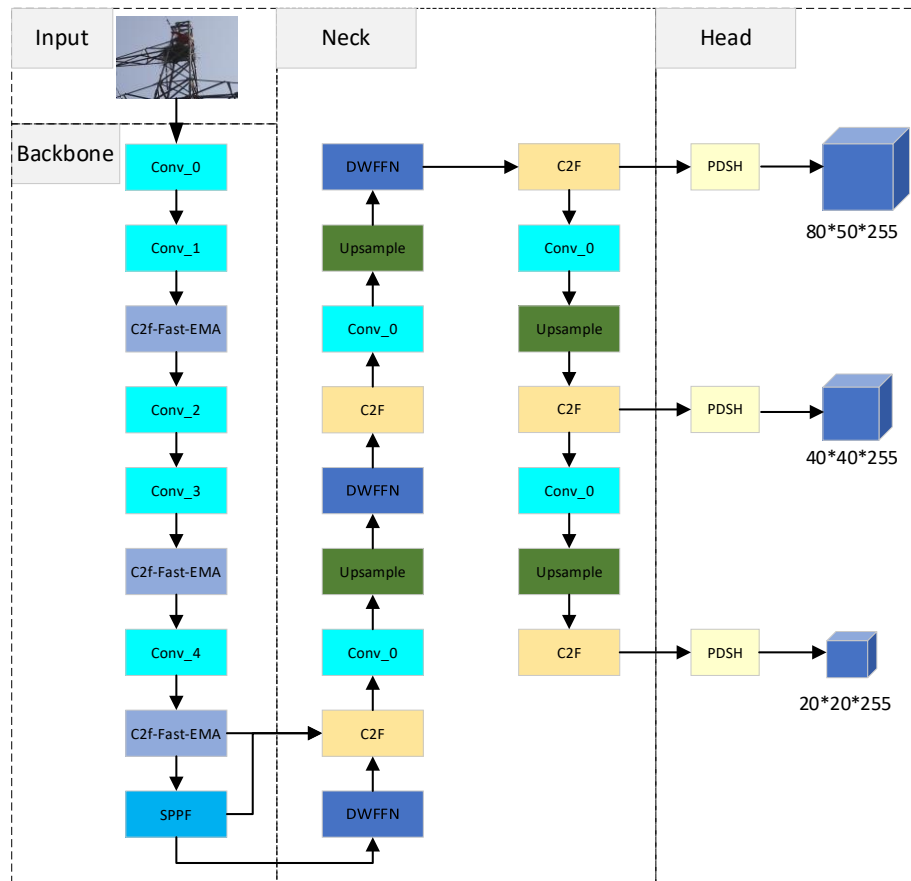 Input
Neck
Head
Backbone
Conv_0
Conv_1
C2f-Fast-EMA
Conv_2
Conv_3
C2f-Fast-EMA
Conv_4
C2f-Fast-EMA
SPPF
DWFFN
Upsample
Conv_0
C2F
DWFFN
Upsample
Conv_0
C2F
DWFFN
C2F
Conv_0
Upsample
C2F
Conv_0
Upsample
C2F
PDSH
80*50*255
PDSH
40*40*255
PDSH
20*20*255